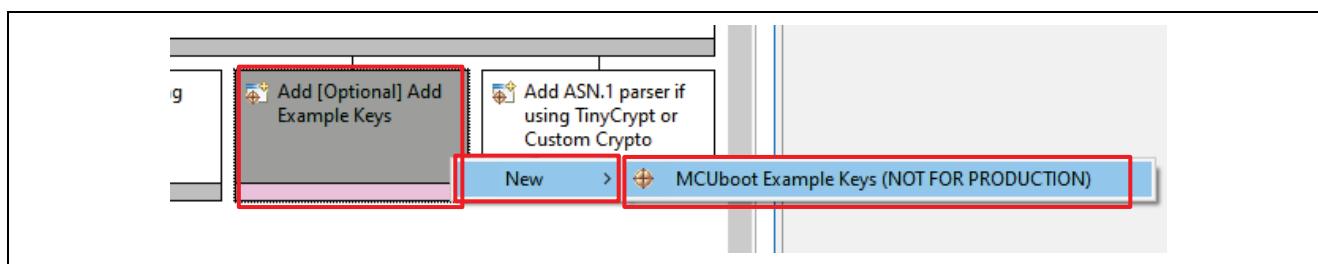 g
Add [Optional] Add
Example Keys
Add ASN.1 parser if
using TinyCrypt or
Custom Crypto
New >
MCUboot Example Keys (NOT FOR PRODUCTION)